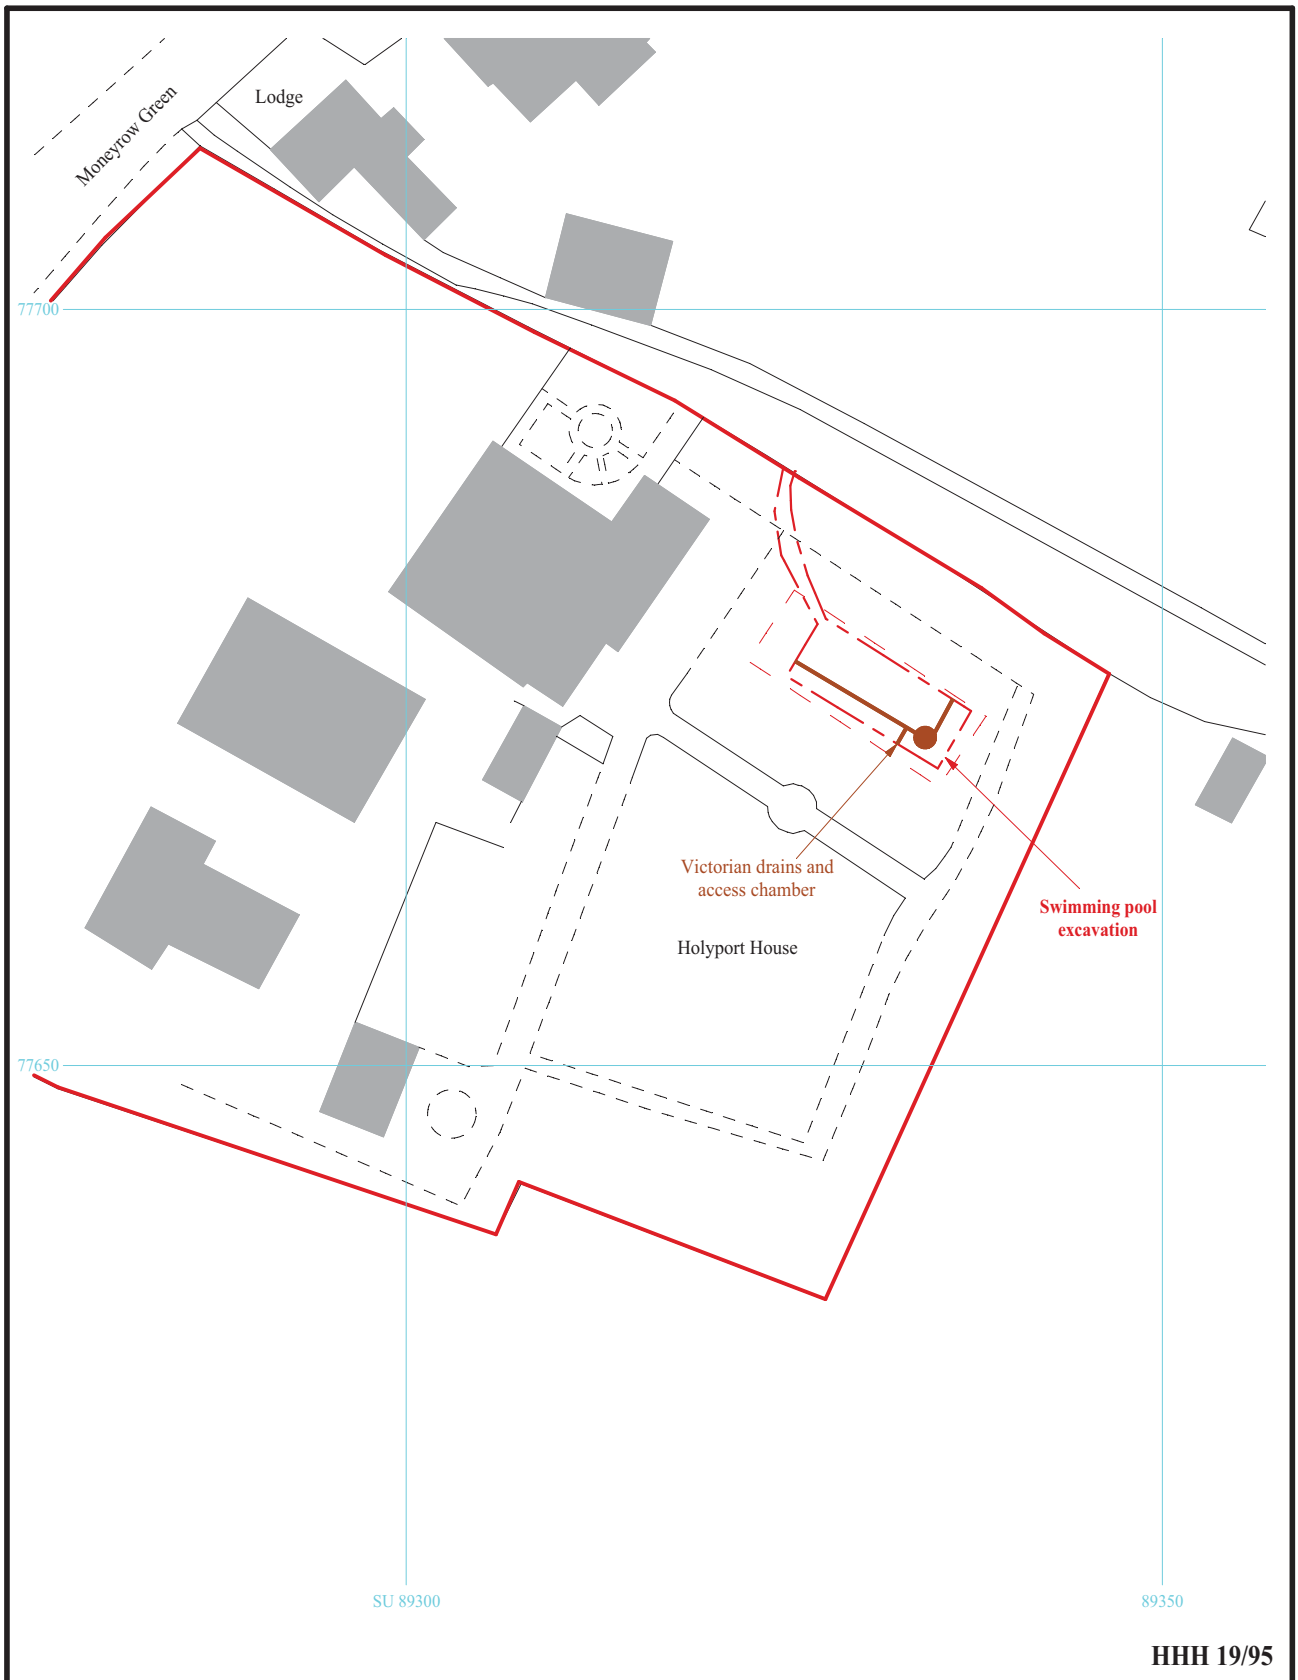 Lodge
Moneyrow Green
77700
Victorian drains and
access chamber
Swimming pool
excavation
Holyport House
77650
SU 89300
89350
HHH 19/95